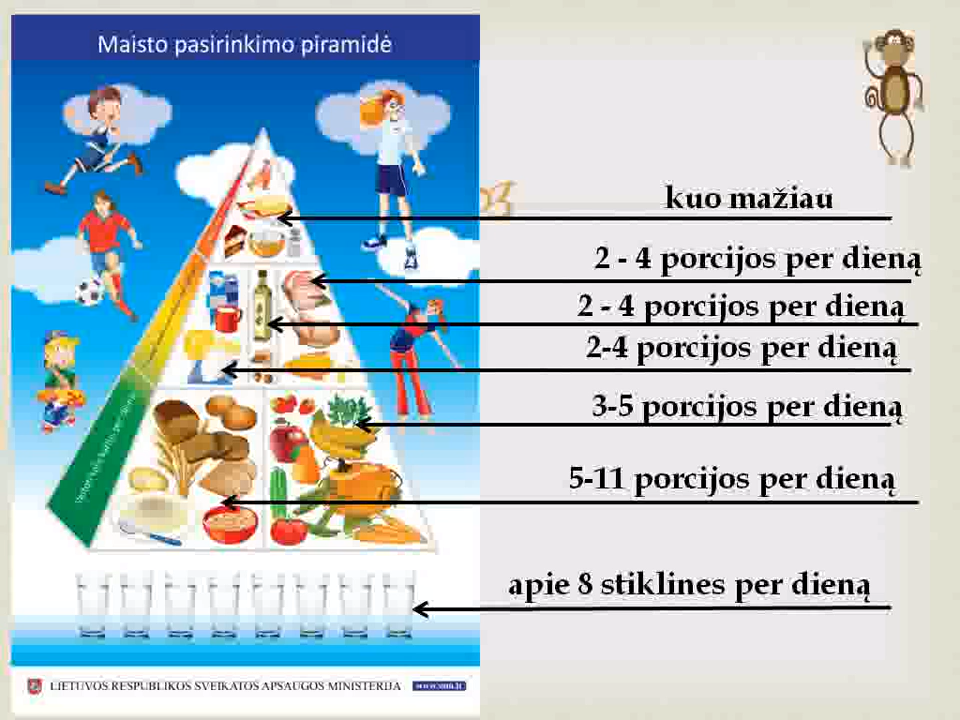 Maisto pasirinkimo piramidė
kuo mažiau
2 - 4 porcijos per dieną
2 - 4 porcijos per dieną
2-4 porcijos per dieną
3-5 porcijos per dieną
5-11 porcijos per dieną
apie 8 stiklines per dieną
LIETUVOS RESPUBLIKOS SVEIKATOS APSAUGOS MINISTERIJA